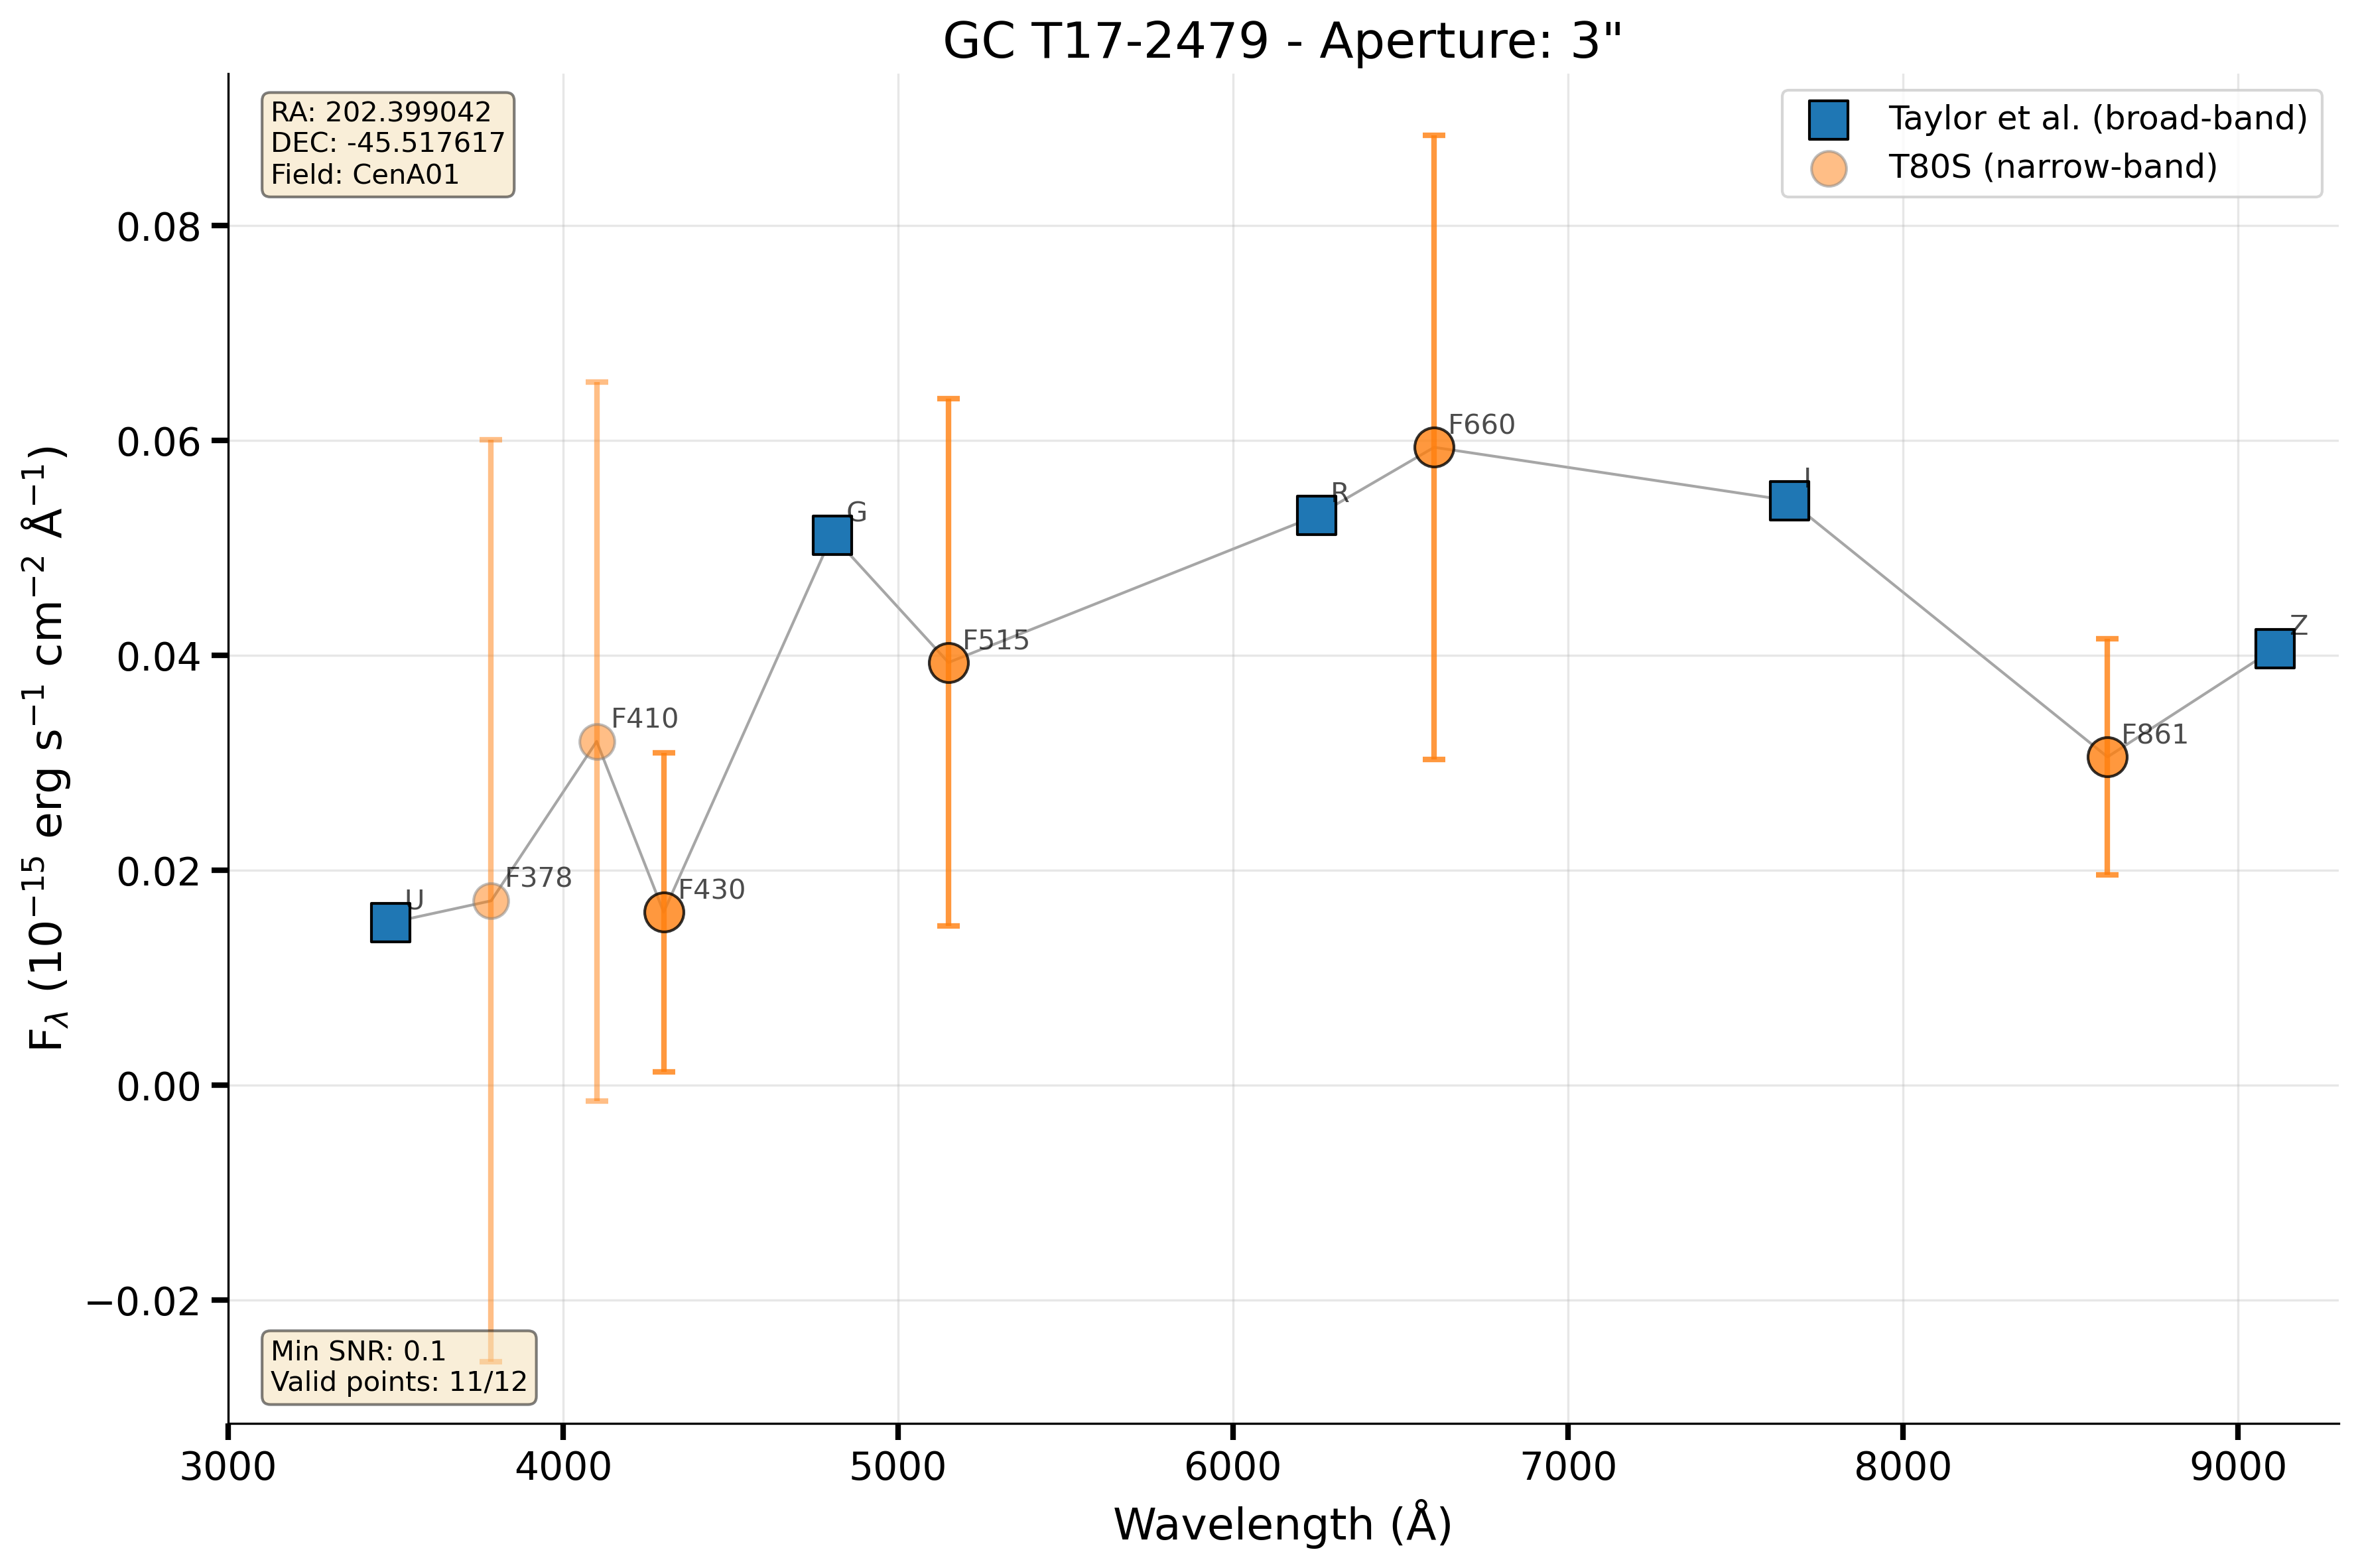 GC T17-2479 - Aperture: 3"
RA: 202.399042
DEC: -45.517617
Field: CenA01
Taylor et al. (broad-band)
T80S (narrow-band)
F$_{\lambda}$ (10$^{-15}$ erg s$^{-1}$ cm$^{-2}$ Å$^{-1}$)
0.08
0.06
0.04
0.02
0.00
−0.02
U
F378
F410
F430
G
F515
R
F660
I
F861
Z
Min SNR: 0.1
Valid points: 11/12
3000 4000 5000 6000 7000 8000 9000
Wavelength (Å)